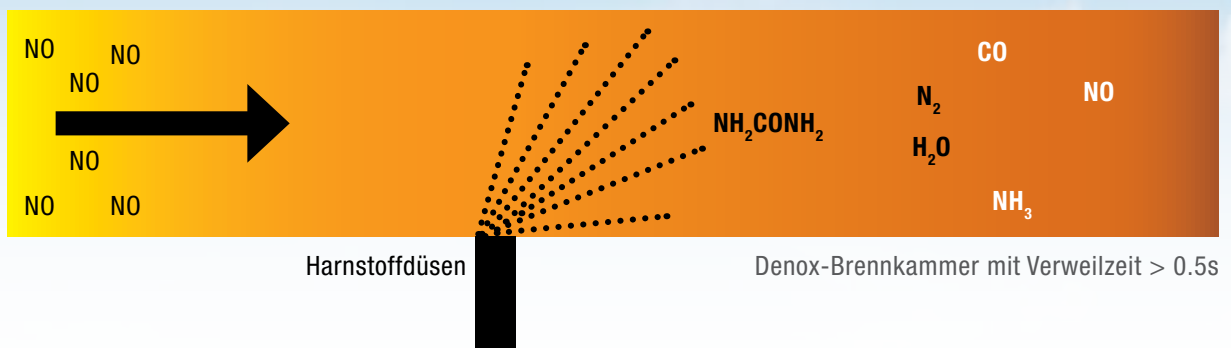 NO
NO
NO
NO
NO
NO
NH₂CONH₂
CO
N₂
NO
H₂O
NH₃
Harnstoffdüsen
Denox-Brennkammer mit Verweilzeit > 0.5s